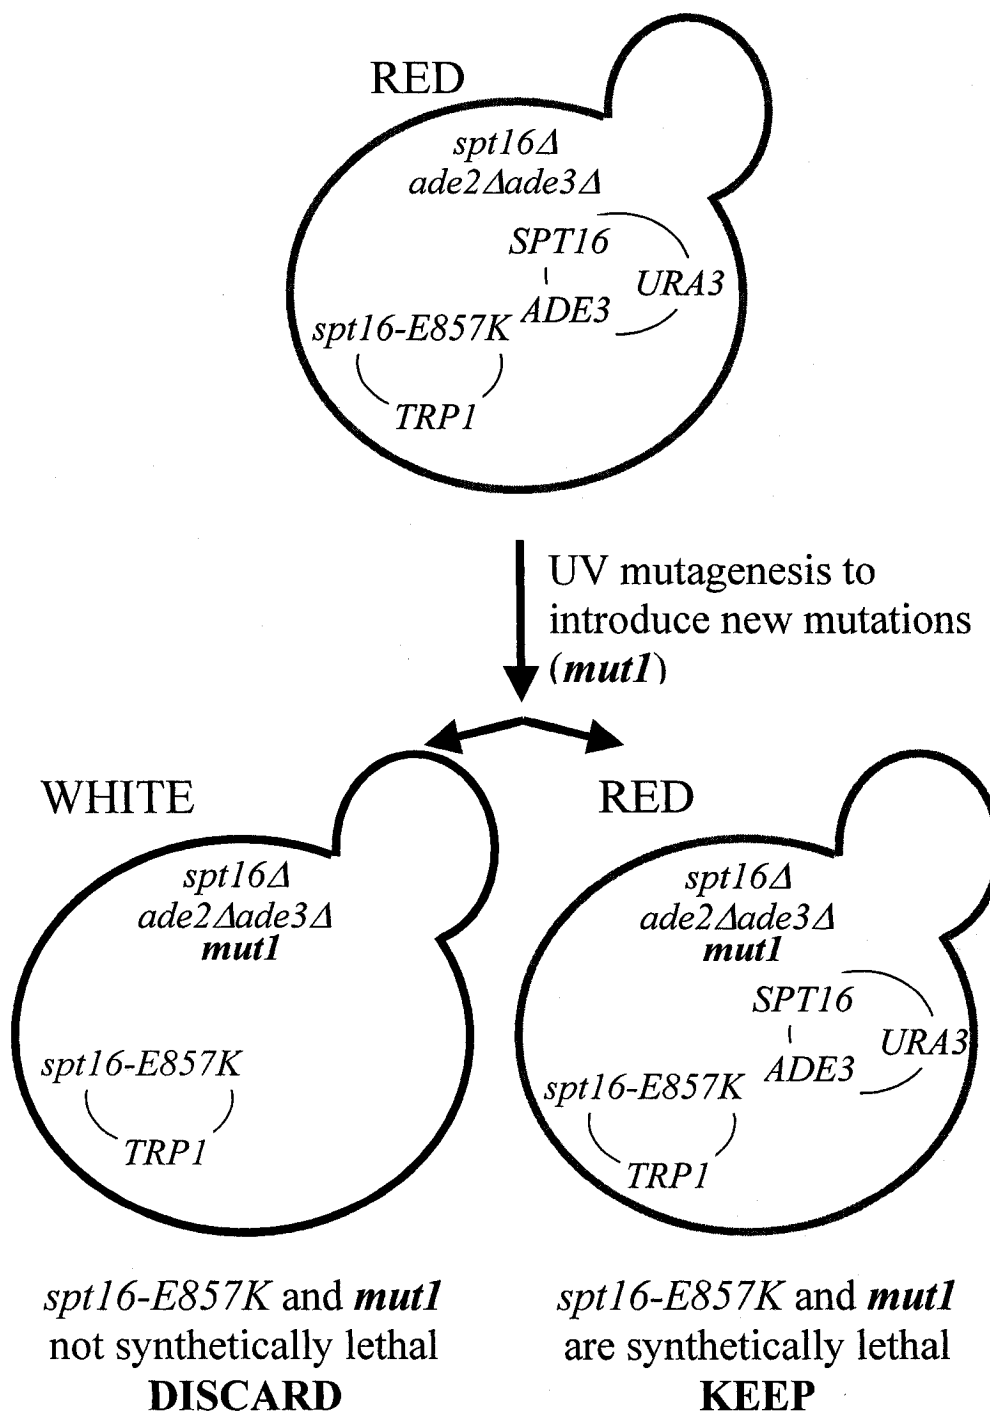 RED
spt16Δ
ade2Δade3Δ
SPT16
URA3
ADE3
spt16-E857K
TRP1
UV mutagenesis to
introduce new mutations
(mut1)
WHITE
spt16Δ
ade2Δade3Δ
mut1
spt16-E857K
TRP1
spt16-E857K and mut1
not synthetically lethal
DISCARD
RED
spt16Δ
ade2Δade3Δ
mut1
SPT16
URA3
ADE3
spt16-E857K
TRP1
spt16-E857K and mut1
are synthetically lethal
KEEP